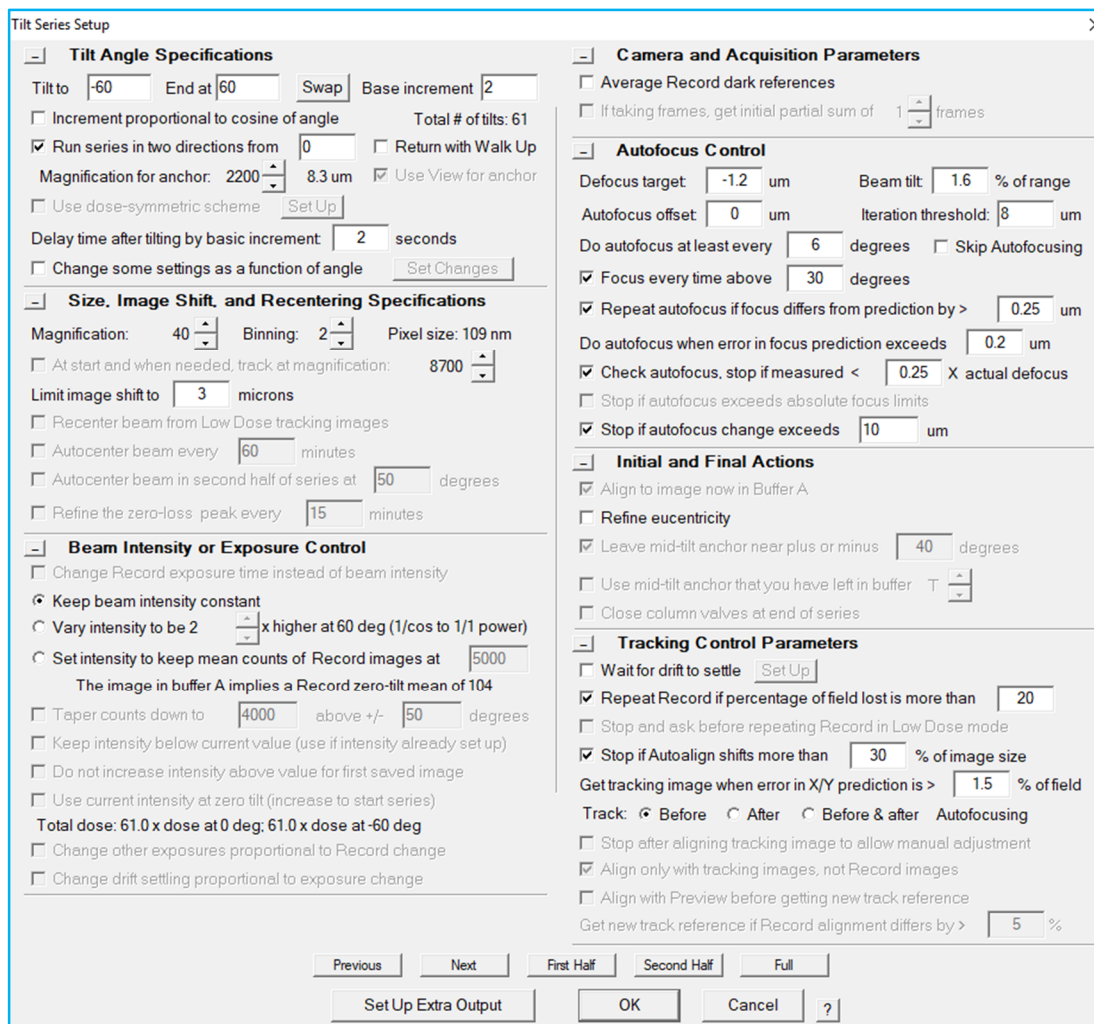 Tilt Series Setup
Tilt Angle Specifications
Tilt to -60 End at 60 Swap Base increment 2
Increment proportional to cosine of angle Total # of tilts: 61
Run series in two directions from 0 Return with Walk Up
Magnification for anchor: 2200 8.3 um Use View for anchor
Use dose-symmetric scheme Set Up
Delay time after tilting by basic increment: 2 seconds
Change some settings as a function of angle Set Changes
Size, Image Shift, and Recentering Specifications
Magnification: 40 Binning: 2 Pixel size: 109 nm
At start and when needed, track at magnification: 8700
Limit image shift to 3 microns
Recenter beam from Low Dose tracking images
Autocenter beam every 60 minutes
Autocenter beam in second half of series at 50 degrees
Refine the zero-loss peak every 15 minutes
Beam Intensity or Exposure Control
Change Record exposure time instead of beam intensity
Keep beam intensity constant
Vary intensity to be 2 x higher at 60 deg (1/cos to 1/1 power)
Set intensity to keep mean counts of Record images at 5000
The image in buffer A implies a Record zero-tilt mean of 104
Taper counts down to 4000 above +/- 50 degrees
Keep intensity below current value (use if intensity already set up)
Do not increase intensity above value for first saved image
Use current intensity at zero tilt (increase to start series)
Total dose: 61.0 x dose at 0 deg; 61.0 x dose at -60 deg
Change other exposures proportional to Record change
Change drift settling proportional to exposure change
Camera and Acquisition Parameters
Average Record dark references
If taking frames, get initial partial sum of 1 frames
Autofocus Control
Defocus target: -1.2 um Beam tilt: 1.6 % of range
Autofocus offset: 0 um Iteration threshold: 8 um
Do autofocus at least every 6 degrees Skip Autofocusing
Focus every time above 30 degrees
Repeat autofocus if focus differs from prediction by > 0.25 um
Do autofocus when error in focus prediction exceeds 0.2 um
Check autofocus, stop if measured < 0.25 X actual defocus
Stop if autofocus exceeds absolute focus limits
Stop if autofocus change exceeds 10 um
Initial and Final Actions
Align to image now in Buffer A
Refine eucentricity
Leave mid-tilt anchor near plus or minus 40 degrees
Use mid-tilt anchor that you have left in buffer T
Close column valves at end of series
Tracking Control Parameters
Wait for drift to settle Set Up
Repeat Record if percentage of field lost is more than 20
Stop and ask before repeating Record in Low Dose mode
Stop if Autoalign shifts more than 30 % of image size
Get tracking image when error in X/Y prediction is > 1.5 % of field
Track: Before After Before & after Autofocusing
Stop after aligning tracking image to allow manual adjustment
Align only with tracking images, not Record images
Align with Preview before getting new track reference
Get new track reference if Record alignment differs by > 5 %
Previous Next First Half Second Half Full
Set Up Extra Output OK Cancel ?